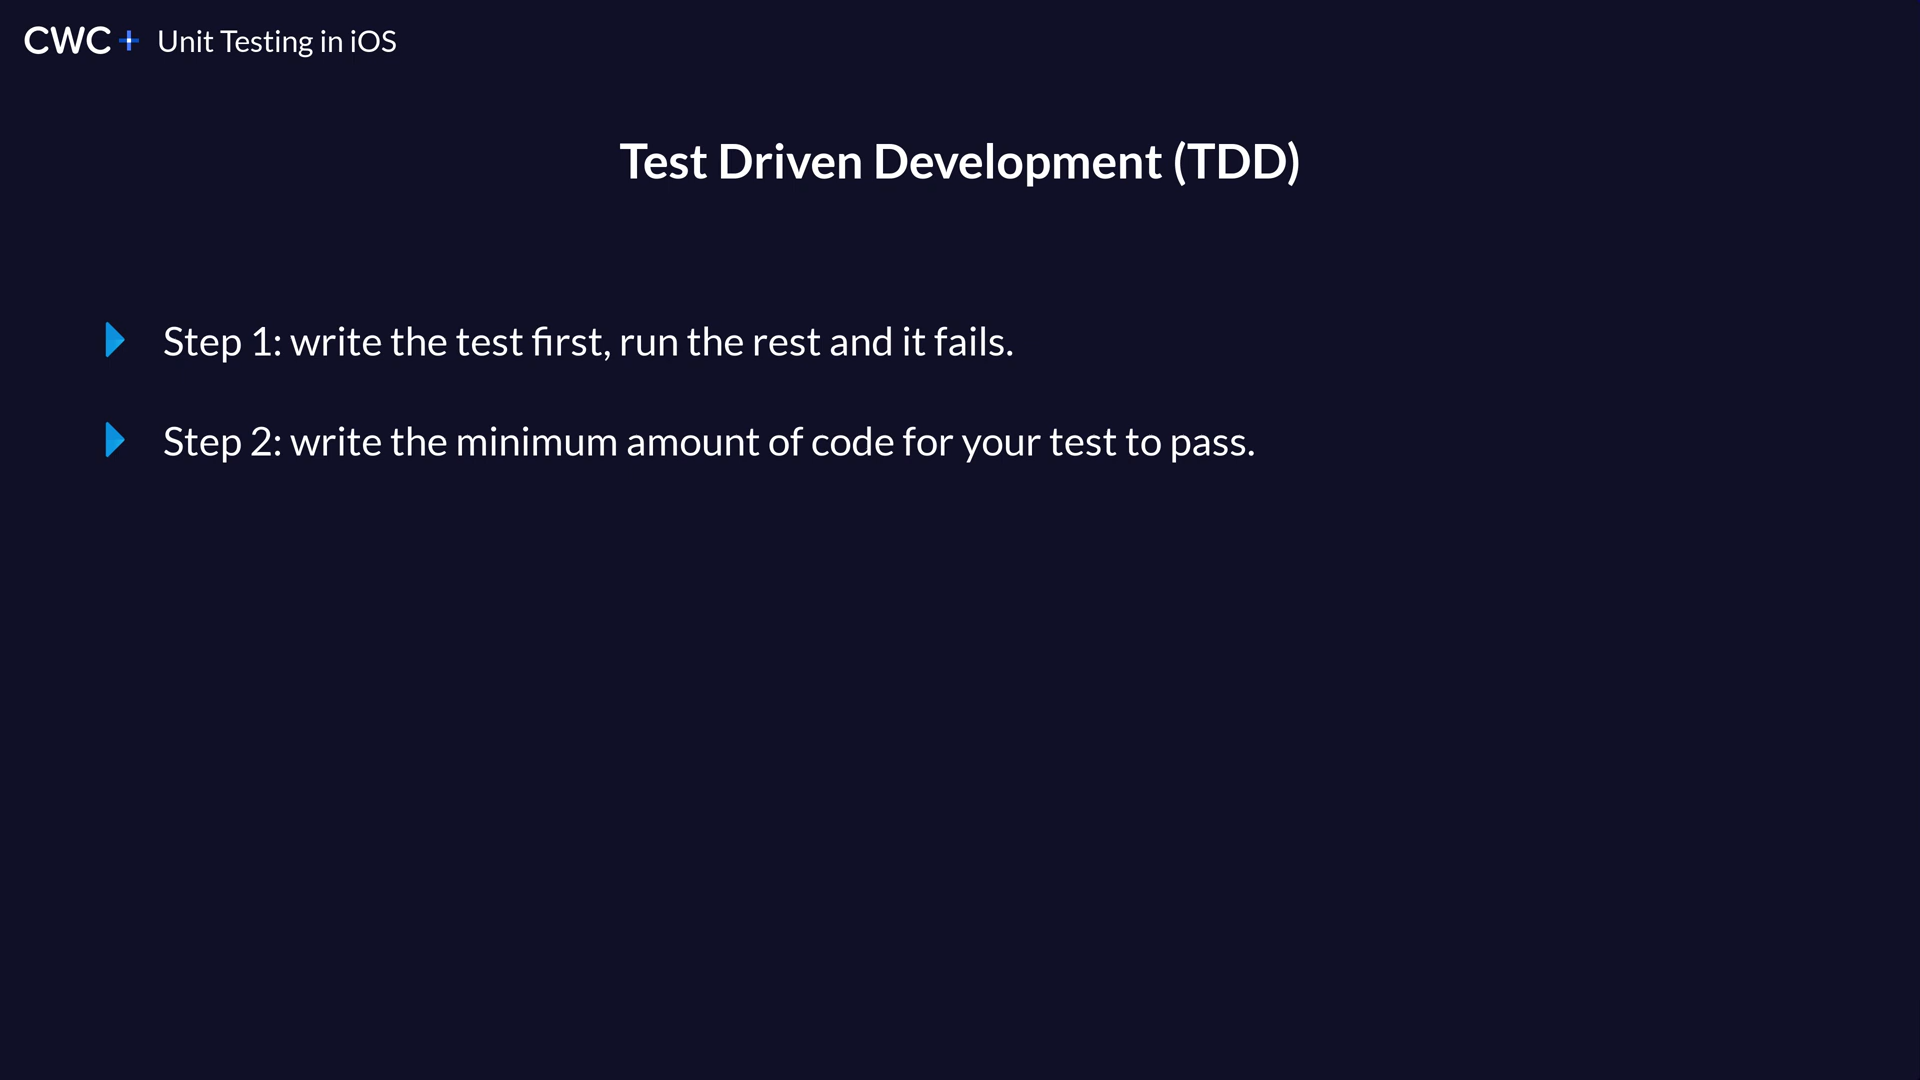 CWC+ Unit Testing in iOS
Test Driven Development (TDD)
Step 1: write the test first, run the rest and it fails.
Step 2: write the minimum amount of code for your test to pass.